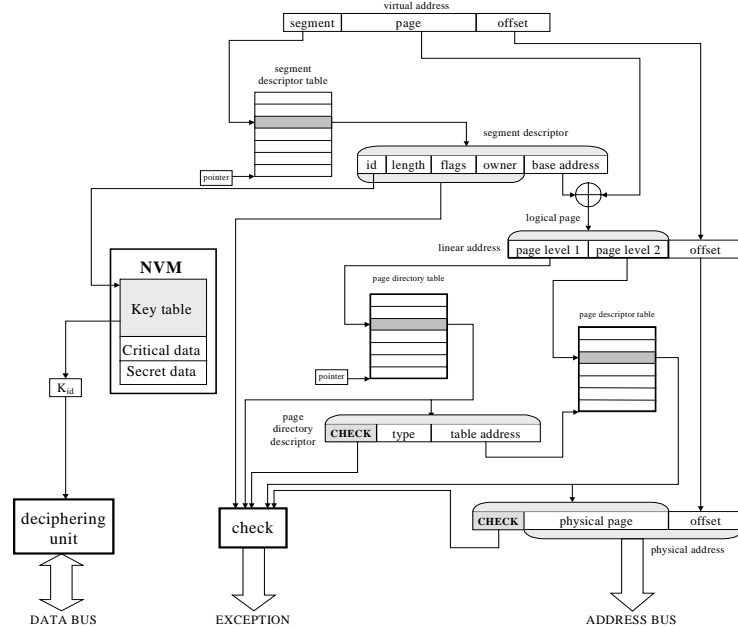 virtual address
segment page offset
segment
descriptor table
segment descriptor
id length flags owner base address
pointer
logical page
linear address page level 1 page level 2 offset
NVM
Key table
Critical data
Secret data
page directory table
page descriptor table
pointer
K_id
page
directory
descriptor
CHECK type table address
deciphering
unit
check
CHECK physical page offset
physical address
DATA BUS
EXCEPTION
ADDRESS BUS